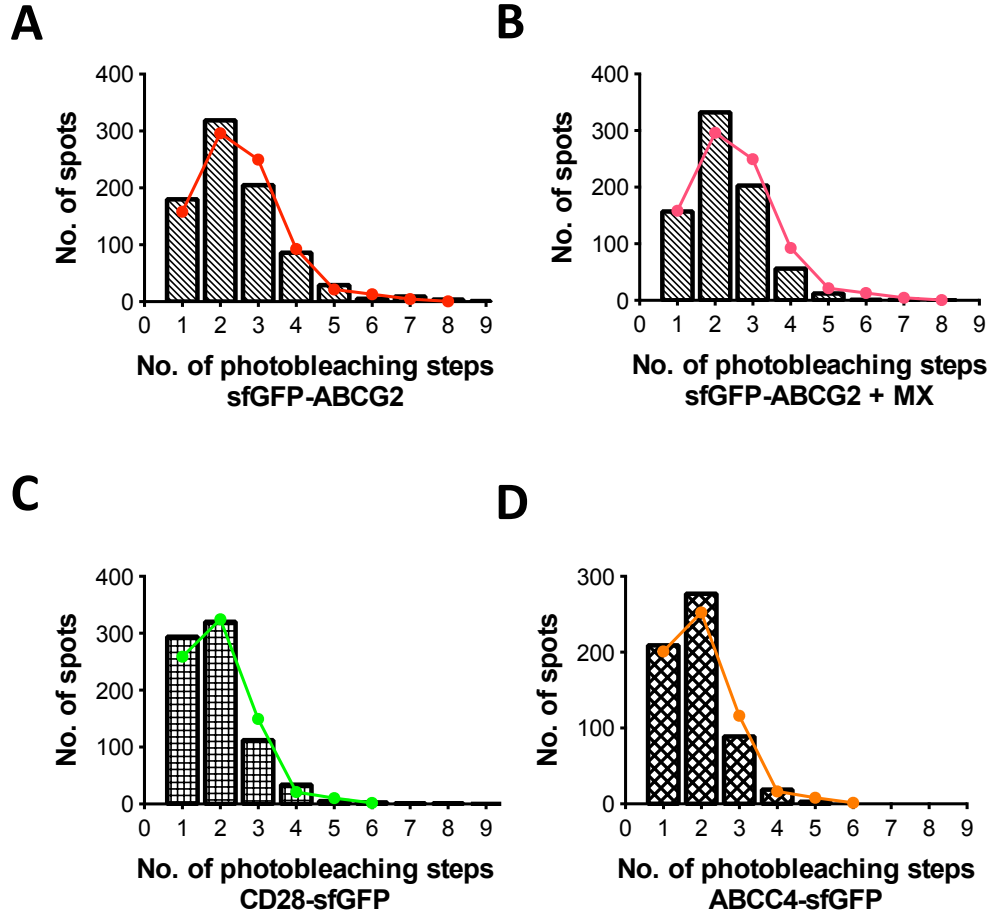 A
B
400
300
200
100
0
No. of spots
0 1 2 3 4 5 6 7 8 9
No. of photobleaching steps
sfGFP-ABCG2
400
300
200
100
0
No. of spots
0 1 2 3 4 5 6 7 8 9
No. of photobleaching steps
sfGFP-ABCG2 + MX
C
D
400
300
200
100
0
No. of spots
0 1 2 3 4 5 6 7 8 9
No. of photobleaching steps
CD28-sfGFP
300
200
100
0
No. of spots
0 1 2 3 4 5 6 7 8 9
No. of photobleaching steps
ABCC4-sfGFP